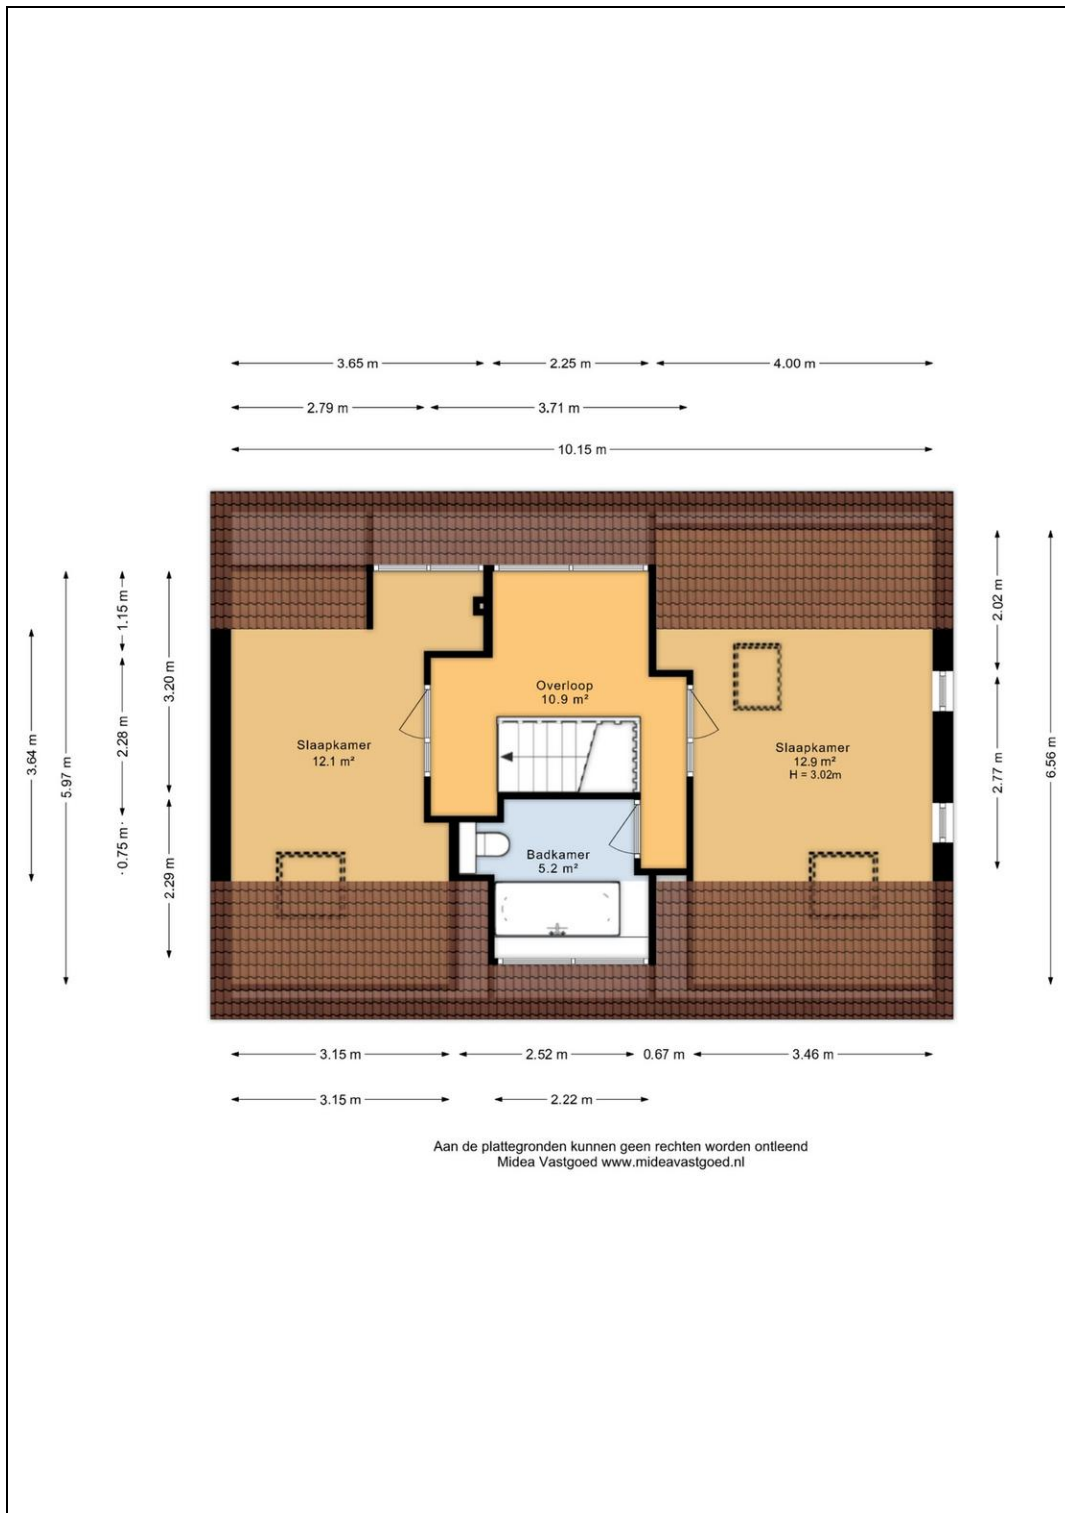 3.65 m
2.25 m
4.00 m
2.79 m
3.71 m
10.15 m
1.15 m
2.02 m
3.20 m
Overloop
10.9 m²
2.28 m
3.64 m
5.97 m
Slaapkamer
12.1 m²
Slaapkamer
12.9 m²
H = 3.02m
2.77 m
6.56 m
0.75 m
2.29 m
Badkamer
5.2 m²
3.15 m
2.52 m
0.67 m
3.46 m
3.15 m
2.22 m
Aan de plattegronden kunnen geen rechten worden ontleend
Midea Vastgoed www.mideavastgoed.nl